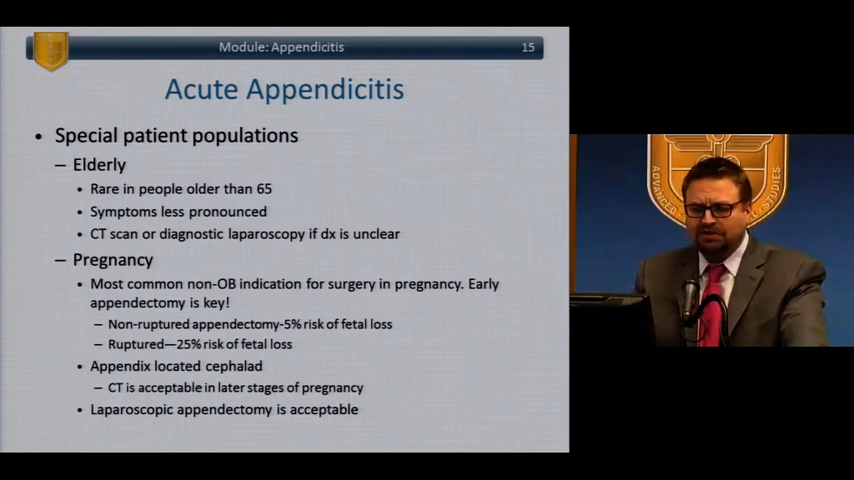 Module: Appendicitis
15
Acute Appendicitis
• Special patient populations
– Elderly
• Rare in people older than 65
• Symptoms less pronounced
• CT scan or diagnostic laparoscopy if dx is unclear
– Pregnancy
• Most common non-OB indication for surgery in pregnancy. Early
appendectomy is key!
– Non-ruptured appendectomy-5% risk of fetal loss
– Ruptured—25% risk of fetal loss
• Appendix located cephalad
– CT is acceptable in later stages of pregnancy
• Laparoscopic appendectomy is acceptable
ADVANCED
STUDIES